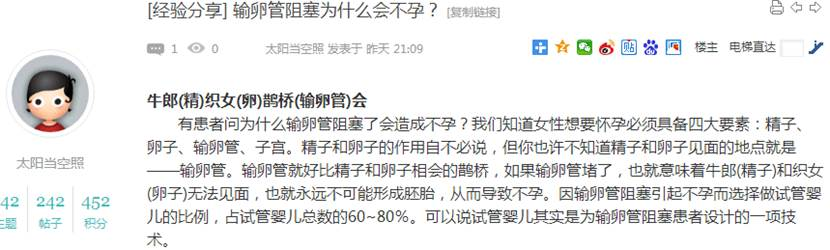 [经验分享] 输卵管阻塞为什么会不孕？ [复制链接]
1 0 太阳当空照 发表于 昨天 21:09 贴 楼主 电梯直达
牛郎(精)织女(卵)鹊桥(输卵管)会
有患者问为什么输卵管阻塞了会造成不孕？我们知道女性想要怀孕必须具备四大要素：精子、
卵子、输卵管、子宫。精子和卵子的作用自不必说，但你也许不知道精子和卵子见面的地点就是
——输卵管。输卵管就好比精子和卵子相会的鹊桥，如果输卵管堵了，也就意味着牛郎(精子)和织女
(卵子)无法见面，也就永远不可能形成胚胎，从而导致不孕。因输卵管阻塞引起不孕而选择做试管婴
儿的比例，占试管婴儿总数的60~80%。可以说试管婴儿其实是为输卵管阻塞患者设计的一项技
术。
太阳当空照
42 242 452
主题 帖子 积分